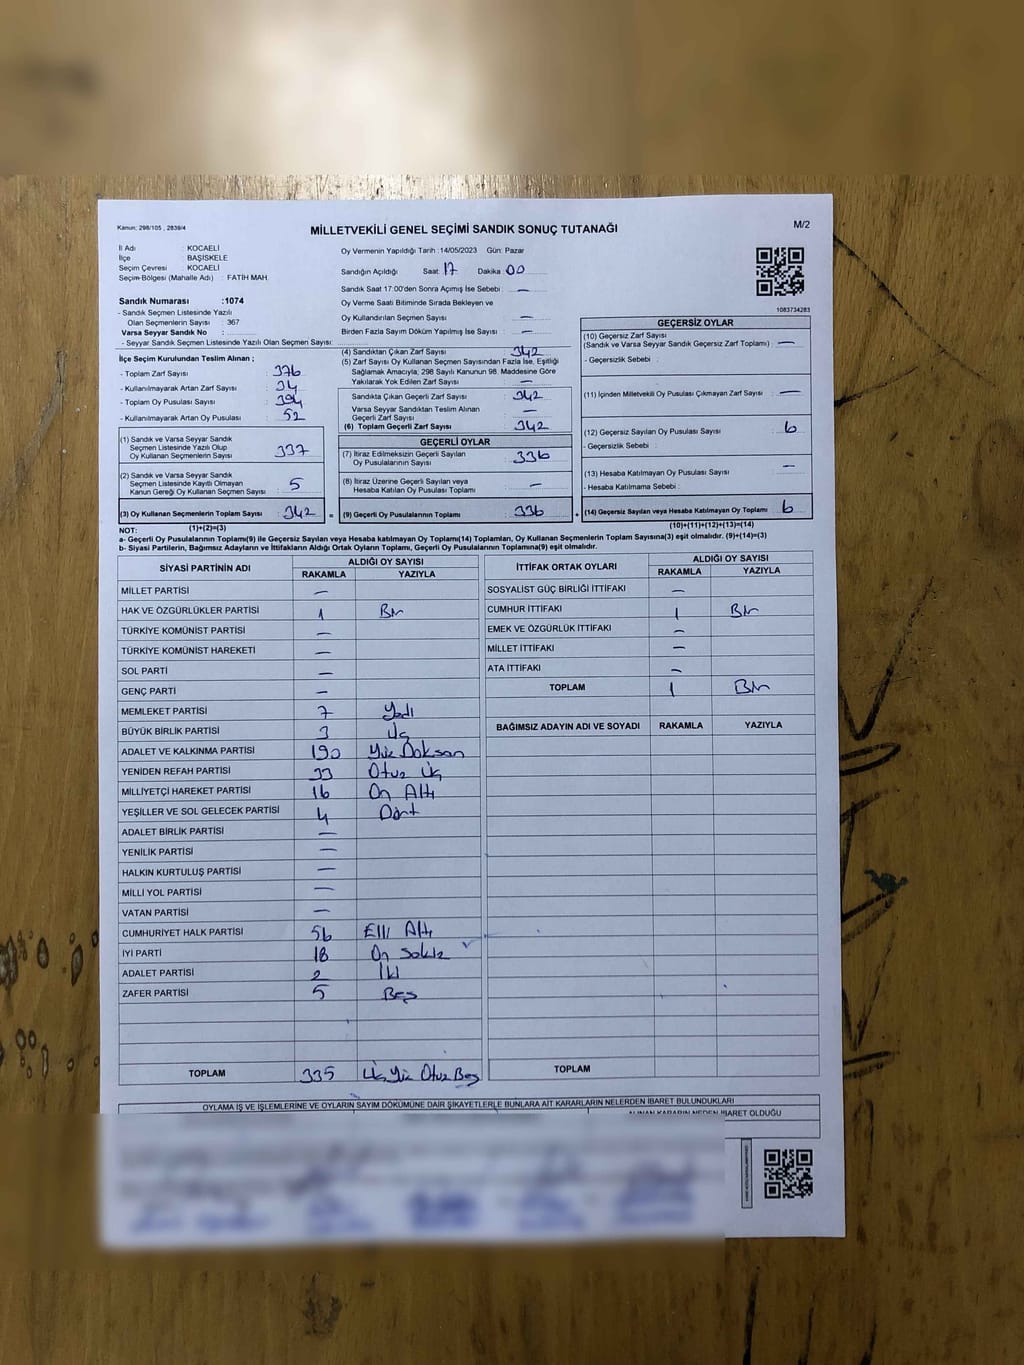 Kanun; 298/105 , 2839/4
MİLLETVEKİLİ GENEL SEÇİMİ SANDIK SONUÇ TUTANAĞI
M/2
İl Adı : KOCAELİ
İlçe : BAŞİSKELE
Seçim Çevresi : KOCAELİ
Seçim Bölgesi (Mahalle Adı) : FATİH MAH.
Oy Vermenin Yapıldığı Tarih :14/05/2023 Gün: Pazar
Sandığın Açıldığı Saat : 17 Dakika : 00
Sandık Saat 17:00'den Sonra Açımış İse Sebebi : —
Oy Verme Saati Bitiminde Sırada Bekleyen ve
Oy Kullandırılan Seçmen Sayısı : —
Birden Fazla Sayım Döküm Yapılmış İse Sayısı : —
1083734283
Sandık Numarası :1074
- Sandık Seçmen Listesinde Yazılı
Olan Seçmenlerin Sayısı : 367
Varsa Seyyar Sandık No :
- Seyyar Sandık Seçmen Listesinde Yazılı Olan Seçmen Sayısı:
İlçe Seçim Kurulundan Teslim Alınan ;
- Toplam Zarf Sayısı : 376
- Kullanılmayarak Artan Zarf Sayısı : 34
- Toplam Oy Pusulası Sayısı : 394
- Kullanılmayarak Artan Oy Pusulası : 52
(1) Sandık ve Varsa Seyyar Sandık
Seçmen Listesinde Yazılı Olup
Oy Kullanan Seçmenlerin Sayısı : 337
(2) Sandık ve Varsa Seyyar Sandık
Seçmen Listesinde Kayıtlı Olmayan
Kanun Gereği Oy Kullanan Seçmen Sayısı : 5
(3) Oy Kullanan Seçmenlerin Toplam Sayısı : 342 =
(1)+(2)=(3)
(4) Sandıktan Çıkan Zarf Sayısı : 342
(5) Zarf Sayısı Oy Kullanan Seçmen Sayısından Fazla İse, Eşitliği
Sağlamak Amacıyla; 298 Sayılı Kanunun 98. Maddesine Göre
Yakılarak Yok Edilen Zarf Sayısı : —
Sandıkta Çıkan Geçerli Zarf Sayısı : 342
Varsa Seyyar Sandıktan Teslim Alınan
Geçerli Zarf Sayısı : —
(6) Toplam Geçerli Zarf Sayısı : 342
GEÇERLİ OYLAR
(7) İtiraz Edilmeksizin Geçerli Sayılan
Oy Pusulalarının Sayısı : 336
(8) İtiraz Üzerine Geçerli Sayılan veya
Hesaba Katılan Oy Pusulası Toplamı : —
(9) Geçerli Oy Pusulalarının Toplamı : 336 +
GEÇERSİZ OYLAR
(10) Geçersiz Zarf Sayısı
(Sandık ve Varsa Seyyar Sandık Geçersiz Zarf Toplamı) : —
- Geçersizlik Sebebi :
(11) İçinden Milletvekili Oy Pusulası Çıkmayan Zarf Sayısı : —
(12) Geçersiz Sayılan Oy Pusulası Sayısı : 6
- Geçersizlik Sebebi :
(13) Hesaba Katılmayan Oy Pusulası Sayısı : —
- Hesaba Katılmama Sebebi :
(14) Geçersiz Sayılan veya Hesaba Katılmayan Oy Toplamı : 6
(10)+(11)+(12)+(13)=(14)
NOT:
a- Geçerli Oy Pusulalarının Toplamı(9) ile Geçersiz Sayılan veya Hesaba Katılmayan Oy Toplamı(14) Toplamları, Oy Kullanan Seçmenlerin Toplam Sayısına(3) eşit olmalıdır. (9)+(14)=(3)
b- Siyasi Partilerin, Bağımsız Adayların ve İttifakların Aldığı Ortak Oyların Toplamı, Geçerli Oy Pusulalarının Toplamına(9) eşit olmalıdır.
SİYASİ PARTİNİN ADI ALDIĞI OY SAYISI
RAKAMLA YAZIYLA
MİLLET PARTİSİ —
HAK VE ÖZGÜRLÜKLER PARTİSİ 1 Bir
TÜRKİYE KOMÜNİST PARTİSİ —
TÜRKİYE KOMÜNİST HAREKETİ —
SOL PARTİ —
GENÇ PARTİ —
MEMLEKET PARTİSİ 7 Yedi
BÜYÜK BİRLİK PARTİSİ 3 Üç
ADALET VE KALKINMA PARTİSİ 190 Yüz Doksan
YENİDEN REFAH PARTİSİ 33 Otuz Üç
MİLLİYETÇİ HAREKET PARTİSİ 16 On Altı
YEŞİLLER VE SOL GELECEK PARTİSİ 4 Dört
ADALET BİRLİK PARTİSİ —
YENİLİK PARTİSİ —
HALKIN KURTULUŞ PARTİSİ —
MİLLİ YOL PARTİSİ —
VATAN PARTİSİ —
CUMHURİYET HALK PARTİSİ 56 Elli Altı
İYİ PARTİ 18 On Sekiz
ADALET PARTİSİ 2 İki
ZAFER PARTİSİ 5 Beş
TOPLAM 335 Üç Yüz Otuz Beş
İTTİFAK ORTAK OYLARI ALDIĞI OY SAYISI
RAKAMLA YAZIYLA
SOSYALİST GÜÇ BİRLİĞİ İTTİFAKI —
CUMHUR İTTİFAKI 1 Bir
EMEK VE ÖZGÜRLÜK İTTİFAKI —
MİLLET İTTİFAKI —
ATA İTTİFAKI —
TOPLAM 1 Bir
BAĞIMSIZ ADAYIN ADI VE SOYADI RAKAMLA YAZIYLA
TOPLAM
OYLAMA İŞ VE İŞLEMLERİNE VE OYLARIN SAYIM DÖKÜMÜNE DAİR ŞİKAYETLERLE BUNLARA AİT KARARLARIN NELERDEN İBARET BULUNDUKLARI
ALINAN KARARIN NEDEN İBARET OLDUĞU